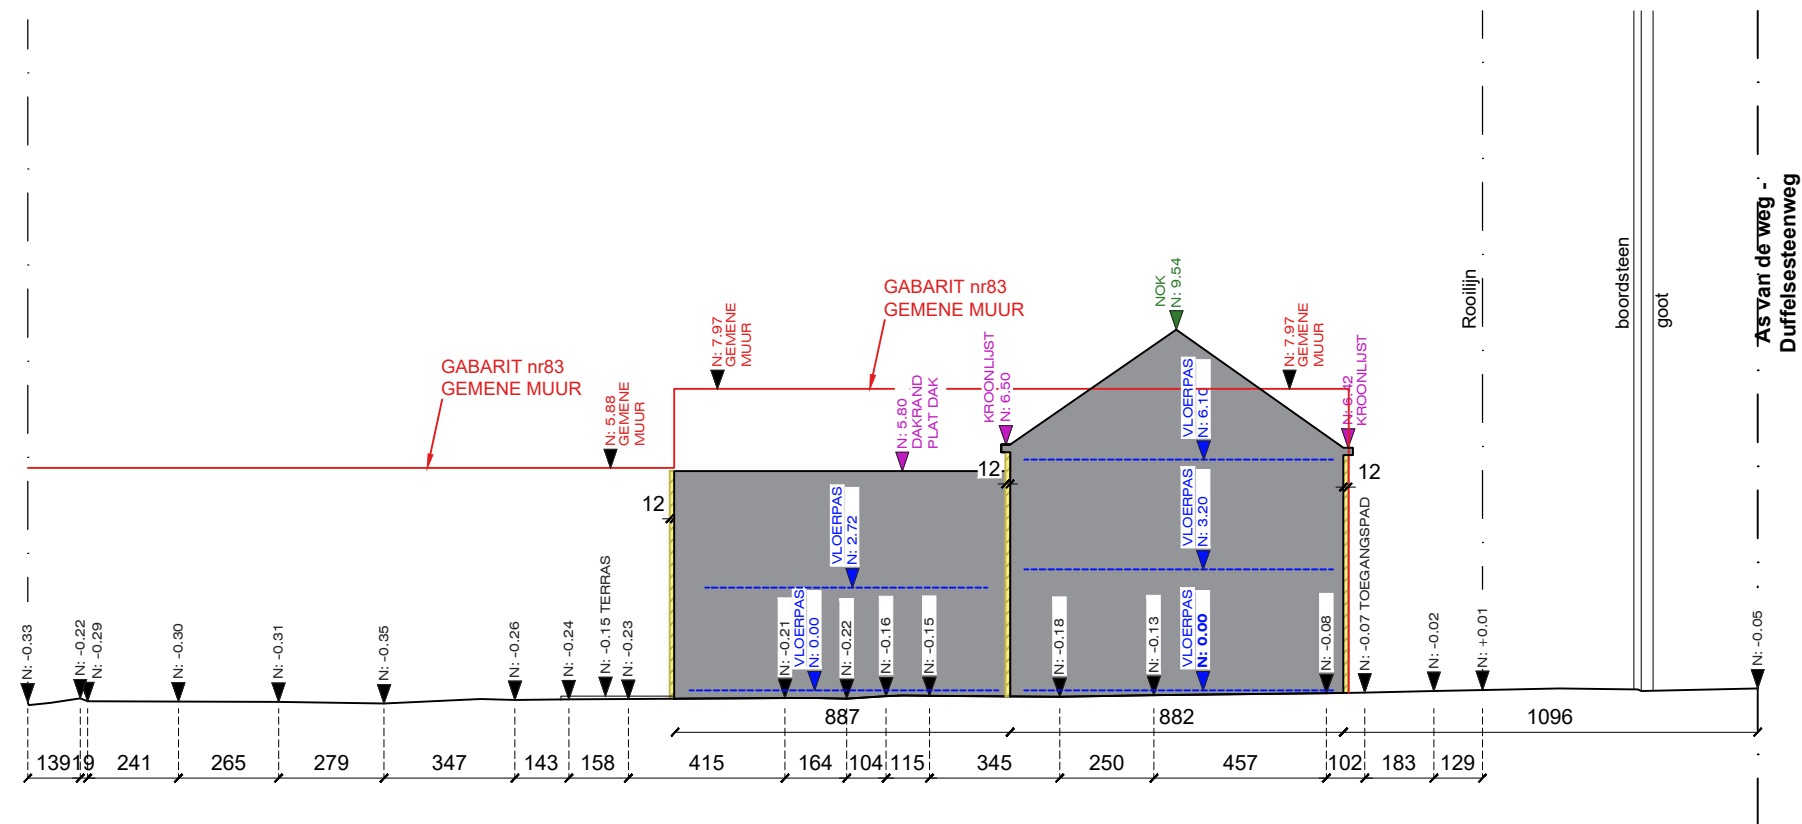 GABARIT nr83
GEMENE MUUR
GABARIT nr83
GEMENE MUUR
N: 5.88
GEMENE
MUUR
N: 7.97
GEMENE
MUUR
N: 5.80
DAKRAND
PLAT DAK
KROONLIJST
N: 6.50
NOK
N: 9.54
N: 7.97
GEMENE
MUUR
N: 6.42
KROONLIJST
Rooilijn
boordsteen
goot
As van de weg -
Duffelsesteenweg
VLOERPAS
N: 6.10
VLOERPAS
N: 3.20
VLOERPAS
N: 0.00
VLOERPAS
N: 2.72
VLOERPAS
N: 0.00
12
12
12
N: -0.33
N: -0.22
N: -0.29
N: -0.30
N: -0.31
N: -0.35
N: -0.26
N: -0.24
N: -0.15 TERRAS
N: -0.23
N: -0.21
N: -0.22
N: -0.16
N: -0.15
N: -0.18
N: -0.13
N: -0.08
N: -0.07 TOEGANGSPAD
N: -0.02
N: +0.01
N: -0.05
887 882 1096
139 19 241 265 279 347 143 158 415 164 104 115 345 250 457 102 183 129